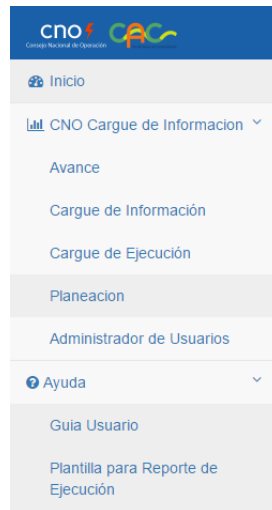 cno CAC
Consejo Nacional de Operación
Inicio
CNO Cargue de Informacion
Avance
Cargue de Información
Cargue de Ejecución
Planeacion
Administrador de Usuarios
Ayuda
Guia Usuario
Plantilla para Reporte de
Ejecución